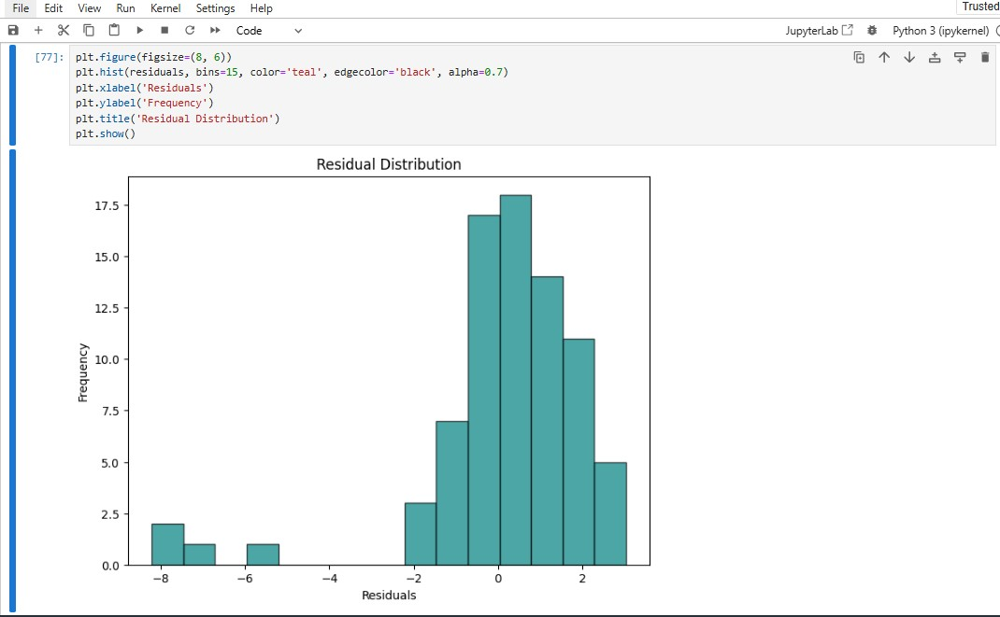 File Edit View Run Kernel Settings Help Trusted
Code JupyterLab Python 3 (ipykernel)
[77]: plt.figure(figsize=(8, 6))
plt.hist(residuals, bins=15, color='teal', edgecolor='black', alpha=0.7)
plt.xlabel('Residuals')
plt.ylabel('Frequency')
plt.title('Residual Distribution')
plt.show()
Residual Distribution
17.5
15.0
12.5
10.0
7.5
5.0
2.5
0.0
Frequency
−8 −6 −4 −2 0 2
Residuals